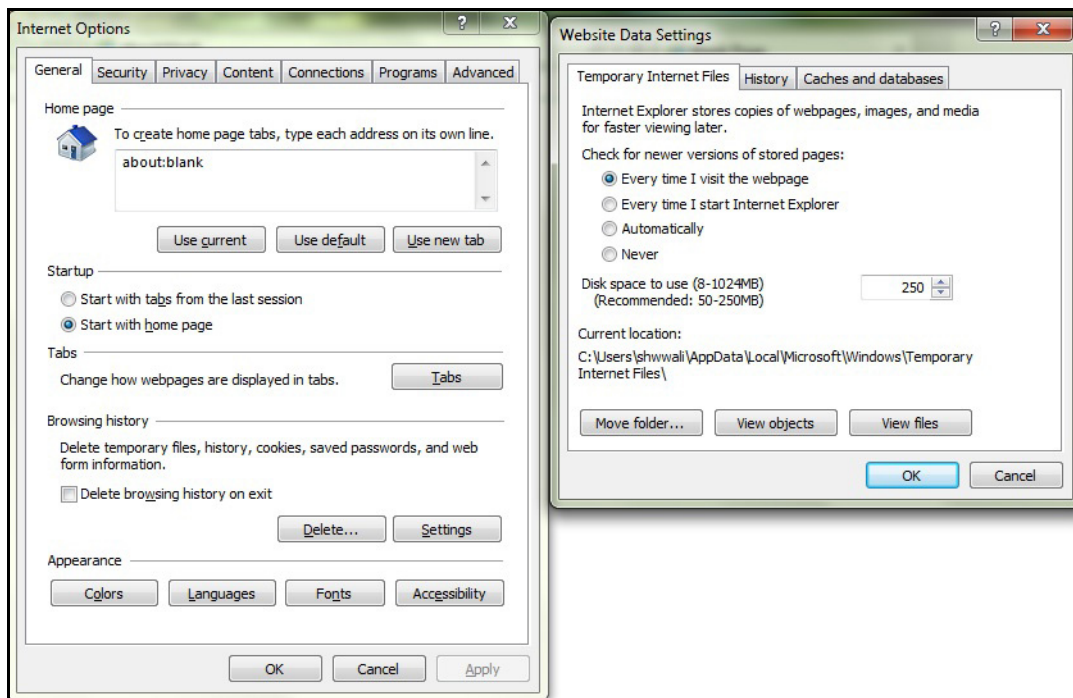 Internet Options
General Security Privacy Content Connections Programs Advanced
Home page
To create home page tabs, type each address on its own line.
about:blank
Use current Use default Use new tab
Startup
Start with tabs from the last session
Start with home page
Tabs
Change how webpages are displayed in tabs.
Tabs
Browsing history
Delete temporary files, history, cookies, saved passwords, and web
form information.
Delete browsing history on exit
Delete... Settings
Appearance
Colors Languages Fonts Accessibility
OK Cancel Apply
Website Data Settings
Temporary Internet Files History Caches and databases
Internet Explorer stores copies of webpages, images, and media
for faster viewing later.
Check for newer versions of stored pages:
Every time I visit the webpage
Every time I start Internet Explorer
Automatically
Never
Disk space to use (8-1024MB)
(Recommended: 50-250MB)
250
Current location:
C:\Users\shwwali\AppData\Local\Microsoft\Windows\Temporary
Internet Files\
Move folder... View objects View files
OK Cancel